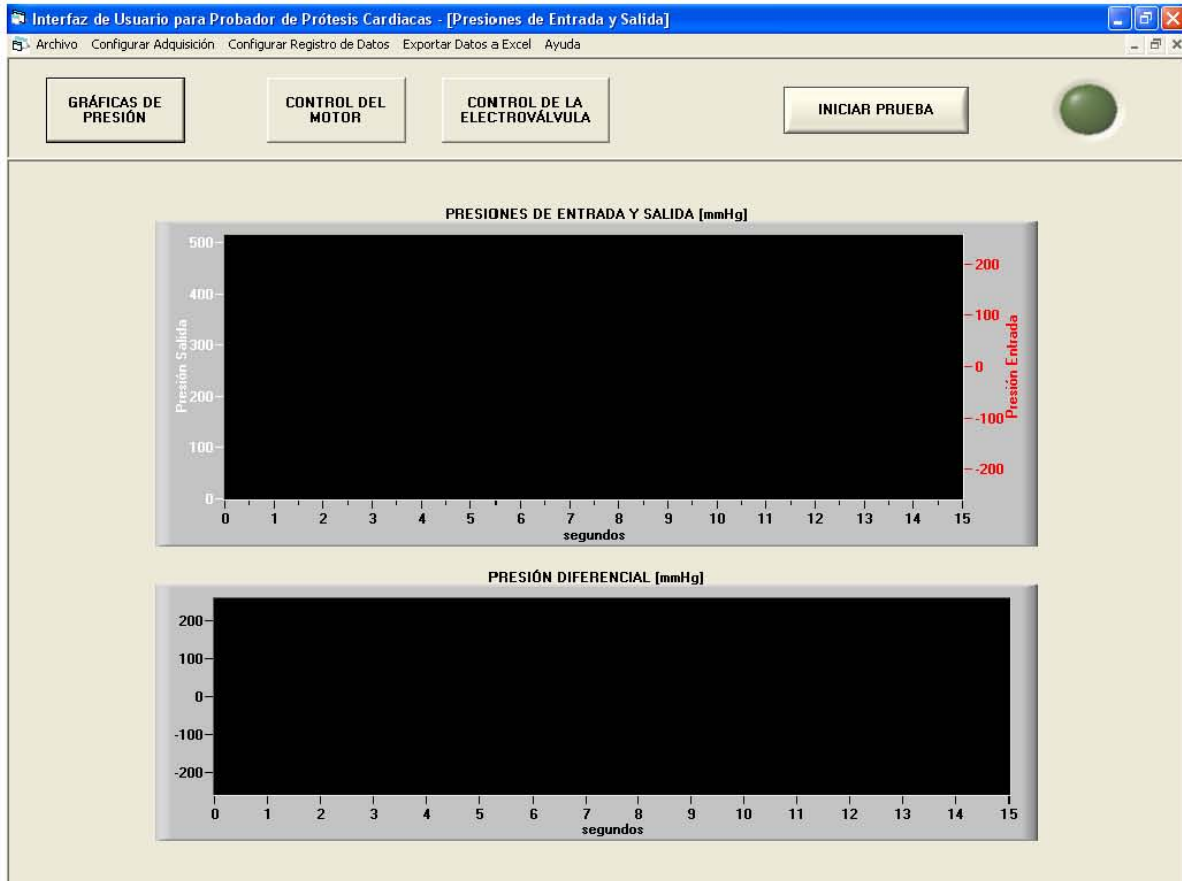 Interfaz de Usuario para Probador de Prótesis Cardiacas - [Presiones de Entrada y Salida]
Archivo Configurar Adquisición Configurar Registro de Datos Exportar Datos a Excel Ayuda
GRÁFICAS DE
PRESIÓN
CONTROL DEL
MOTOR
CONTROL DE LA
ELECTROVÁLVULA
INICIAR PRUEBA
PRESIONES DE ENTRADA Y SALIDA [mmHg]
Presión Salida
500
400
300
200
100
0
200
100
0
-100
-200
Presión Entrada
0 1 2 3 4 5 6 7 8 9 10 11 12 13 14 15
segundos
PRESIÓN DIFERENCIAL [mmHg]
200
100
0
-100
-200
0 1 2 3 4 5 6 7 8 9 10 11 12 13 14 15
segundos